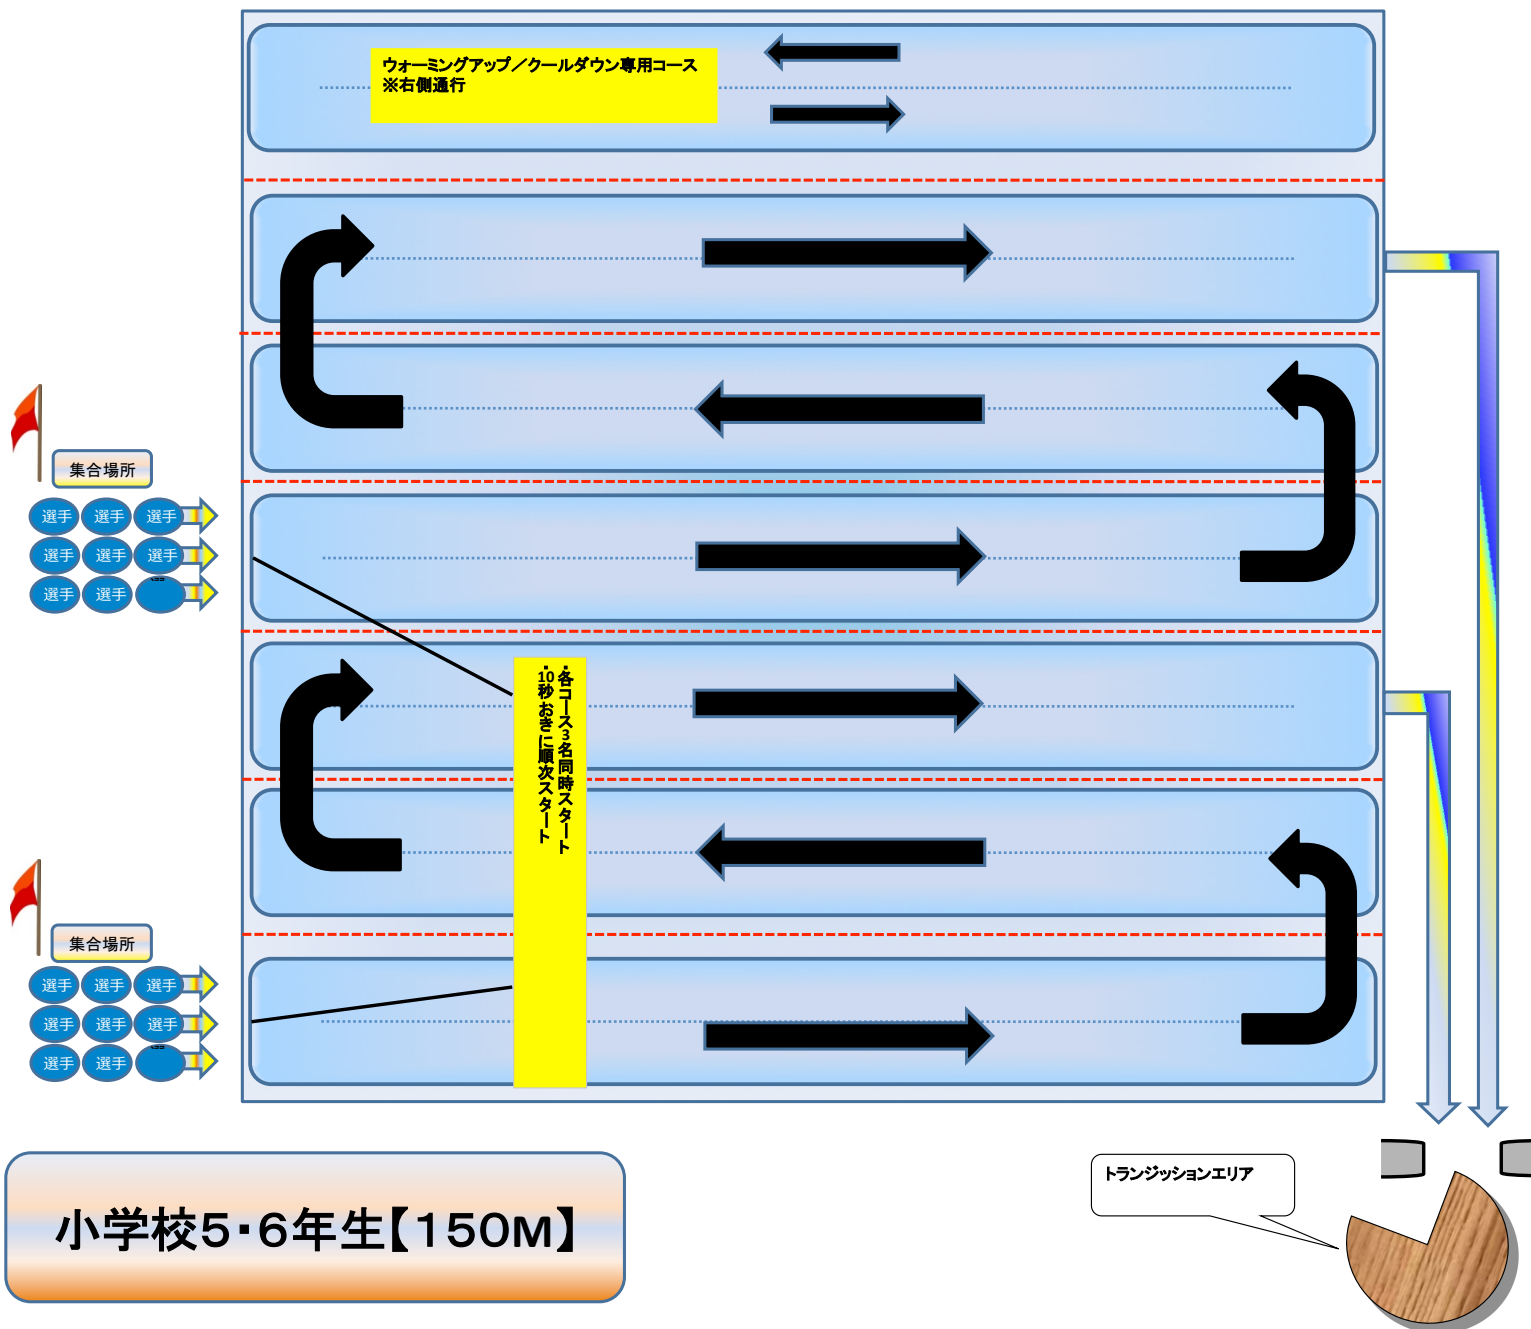 ウォーミングアップ／クールダウン専用コース
※右側通行
集合場所
選手 選手 選手
選手 選手 選手
選手 選手
・各コース3名同時スタート
・10秒おきに順次スタート
集合場所
選手 選手 選手
選手 選手 選手
選手 選手
トランジッションエリア
小学校5・6年生【150M】